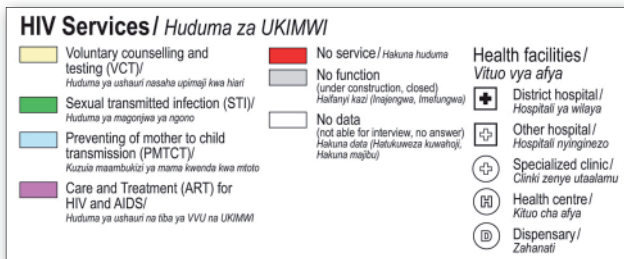 HIV Services / Huduma za UKIMWI
Voluntary counselling and
testing (VCT)/
Huduma ya ushauri nasaha upimaji kwa hiari
Sexual transmitted infection (STI)/
Huduma ya magonjwa ya ngono
Preventing of mother to child
transmission (PMTCT)/
Kuzuia maambukizi ya mama kwenda kwa mtoto
Care and Treatment (ART) for
HIV and AIDS/
Huduma ya ushauri na tiba ya VVU na UKIMWI
No service / Hakuna huduma
No function
(under construction, closed)
Haifanyi kazi (Inajengwa, Imefungwa)
No data
(not able for interview, no answer)
Hakuna data (Hatukuweza kuwahoji,
Hakuna majibu)
Health facilities /
Vituo vya afya
District hospital /
Hospitali ya wilaya
Other hospital /
Hospitali nyinginezo
Specialized clinic /
Clinki zenye utaalamu
H Health centre /
Kituo cha afya
D Dispensary /
Zahanati